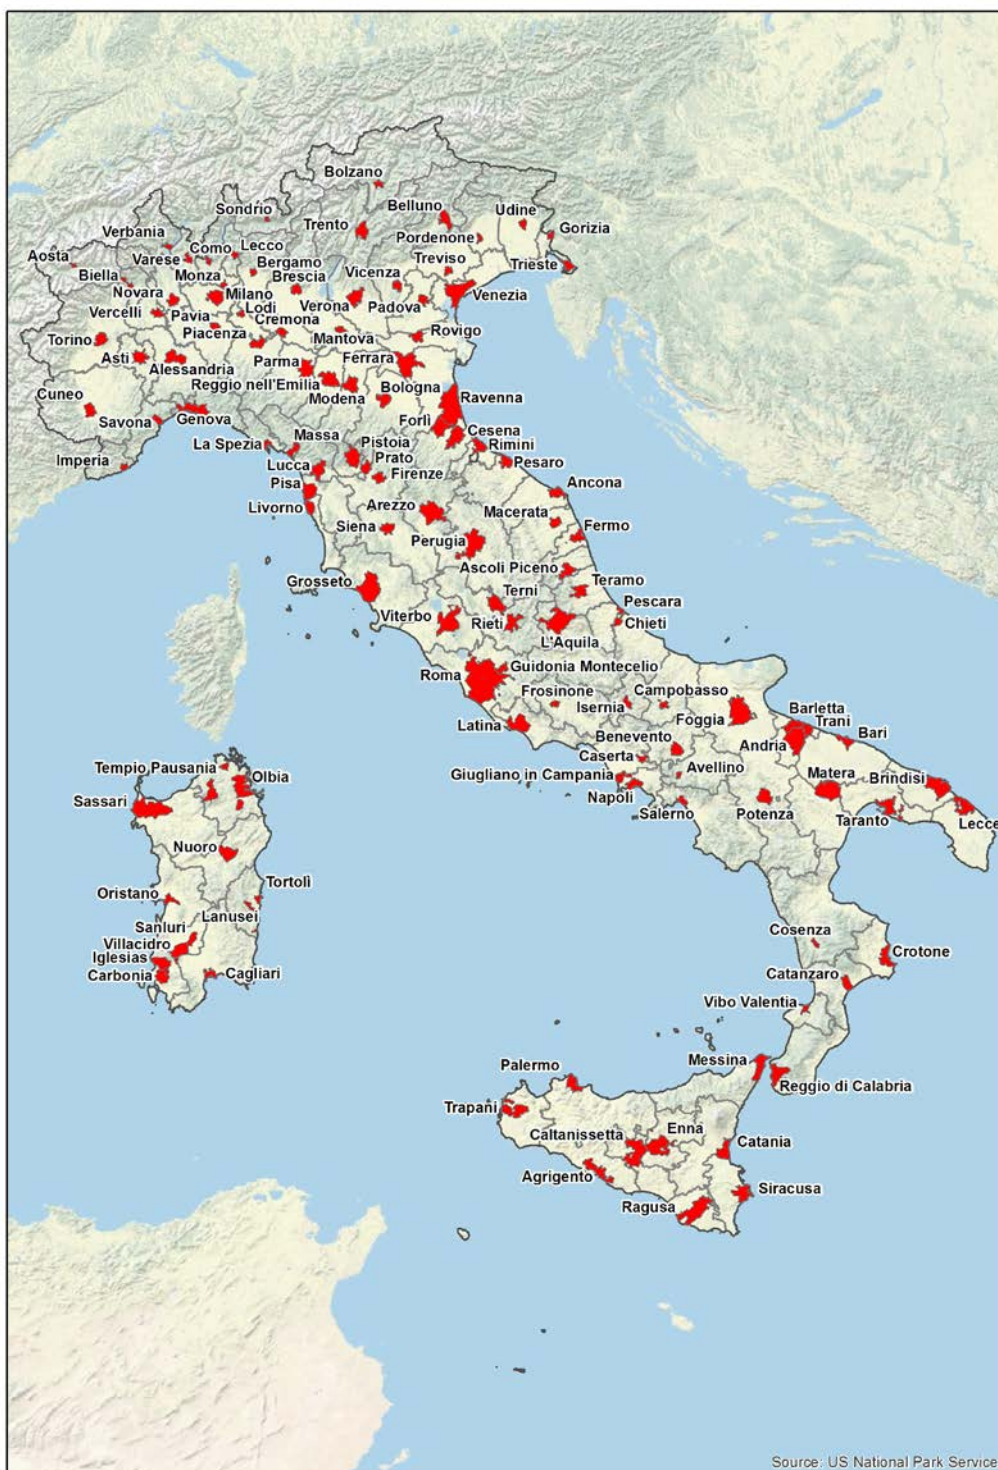 Bolzano
Sondrio
Belluno
Udine
Gorizia
Verbania
Trento
Pordenone
Aosta
Como
Lecco
Varese
Treviso
Trieste
Biella
Monza
Bergamo
Brescia
Vicenza
Novara
Milano
Verona
Padova
Venezia
Vercelli
Pavia
Lodi
Cremona
Torino
Piacenza
Mantova
Rovigo
Asti
Alessandria
Parma
Ferrara
Cuneo
Reggio nell'Emilia
Modena
Bologna
Ravenna
Savona
Genova
Forlì
Cesena
La Spezia
Massa
Pistoia
Rimini
Imperia
Lucca
Prato
Firenze
Pesaro
Pisa
Ancona
Livorno
Arezzo
Macerata
Siena
Fermo
Perugia
Ascoli Piceno
Grosseto
Terni
Teramo
Viterbo
Rieti
Pescara
Chieti
L'Aquila
Roma
Guidonia Montecelio
Frosinone
Campobasso
Isernia
Latina
Foggia
Barletta
Trani
Bari
Benevento
Andria
Caserta
Avellino
Tempio Pausania
Olbia
Giugliano in Campania
Matera
Brindisi
Sassari
Napoli
Salerno
Potenza
Taranto
Lecce
Nuoro
Oristano
Tortolì
Lanusei
Sanluri
Villacidro
Iglesias
Carbonia
Cagliari
Cosenza
Crotone
Catanzaro
Vibo Valentia
Messina
Palermo
Reggio di Calabria
Trapani
Caltanissetta
Enna
Catania
Agrigento
Siracusa
Ragusa
Source: US National Park Service